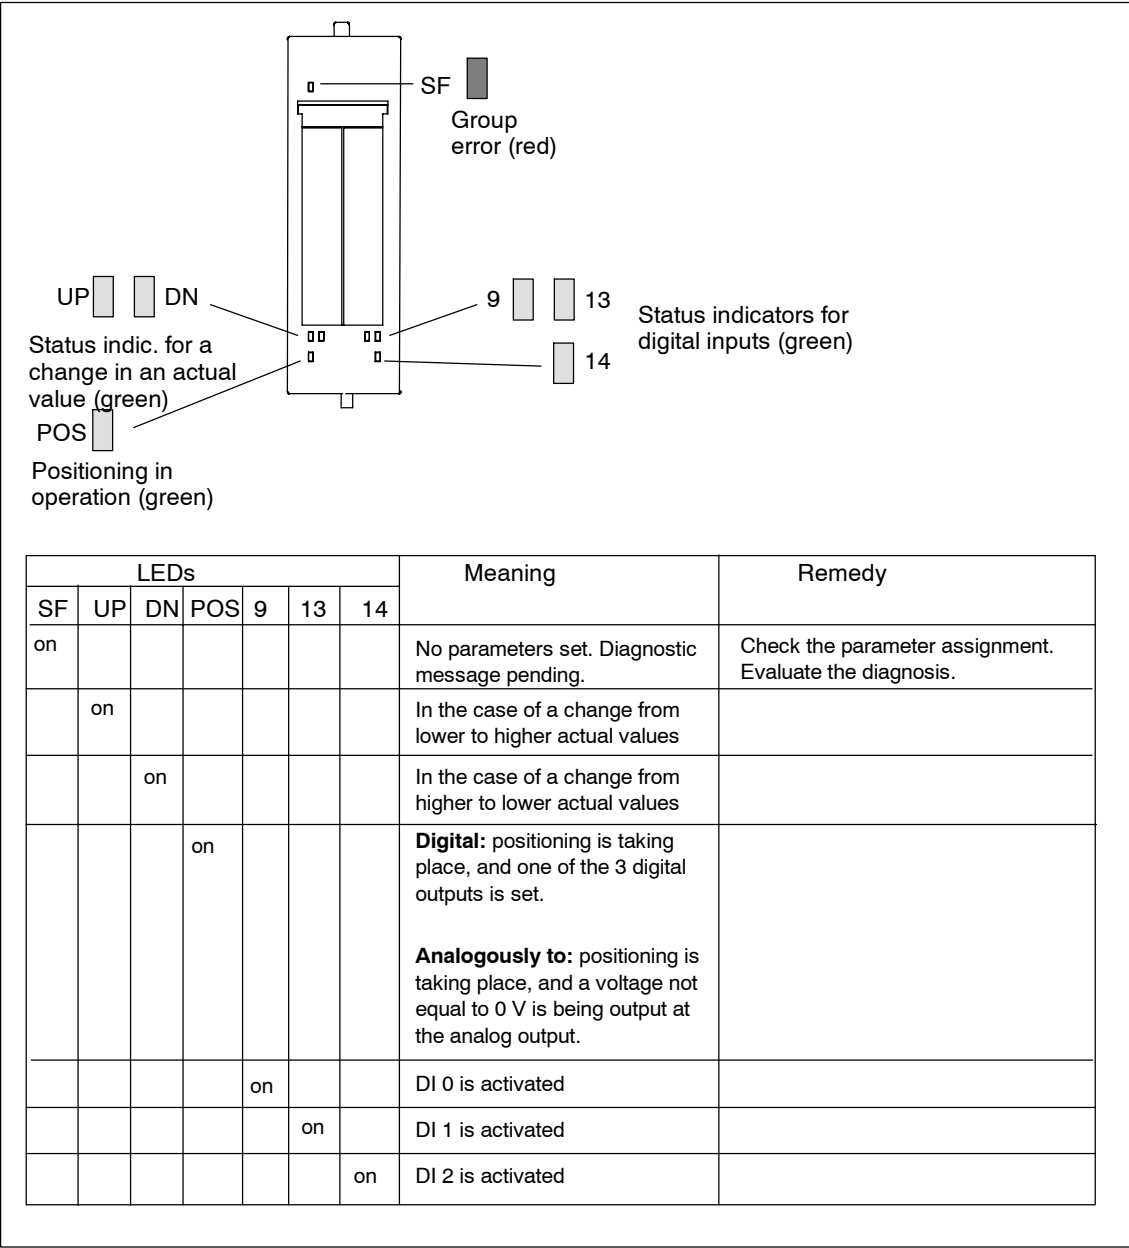 SF
Group
error (red)
UP DN
Status indic. for a
change in an actual
value (green)
POS
Positioning in
operation (green)
9 13
14
Status indicators for
digital inputs (green)
LEDs Meaning Remedy
SF UP DN POS 9 13 14
on No parameters set. Diagnostic
message pending.
Check the parameter assignment.
Evaluate the diagnosis.
on In the case of a change from
lower to higher actual values
on In the case of a change from
higher to lower actual values
on Digital: positioning is taking
place, and one of the 3 digital
outputs is set.
Analogously to: positioning is
taking place, and a voltage not
equal to 0 V is being output at
the analog output.
on DI 0 is activated
on DI 1 is activated
on DI 2 is activated